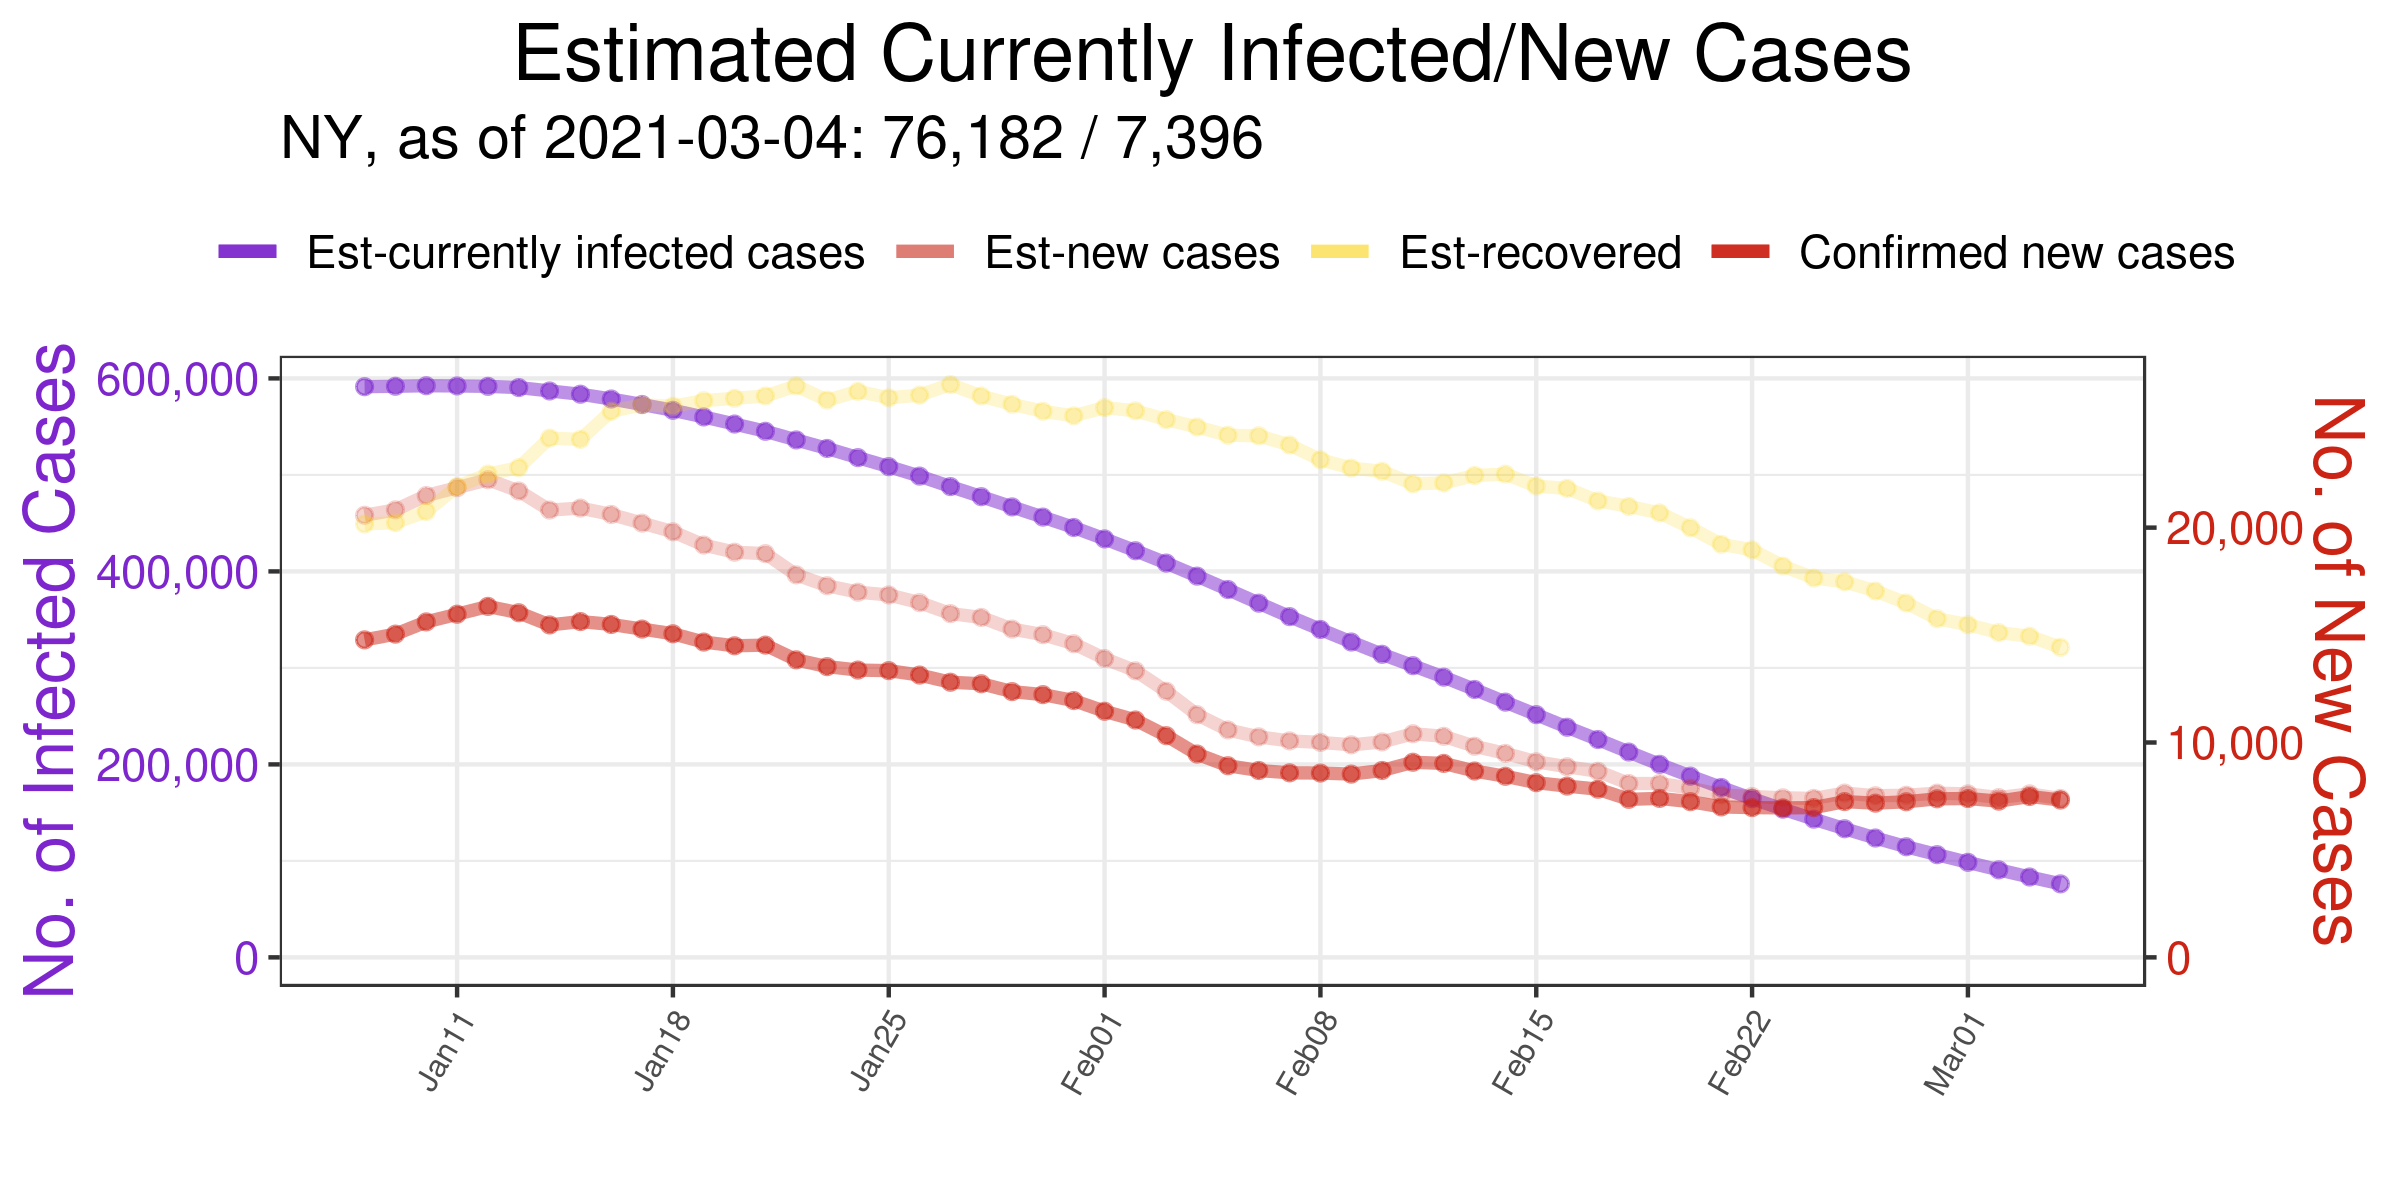 Estimated Currently Infected/New Cases
NY, as of 2021-03-04: 76,182 / 7,396
Est-currently infected cases Est-new cases Est-recovered Confirmed new cases
No. of Infected Cases
600,000
400,000
200,000
0
20,000
10,000
0
No. of New Cases
Jan11 Jan18 Jan25 Feb01 Feb08 Feb15 Feb22 Mar01